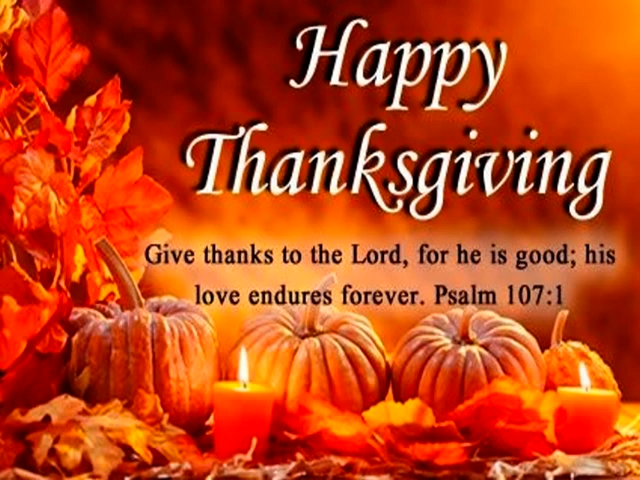 Happy
Thanksgiving
Give thanks to the Lord, for he is good; his
love endures forever. Psalm 107:1